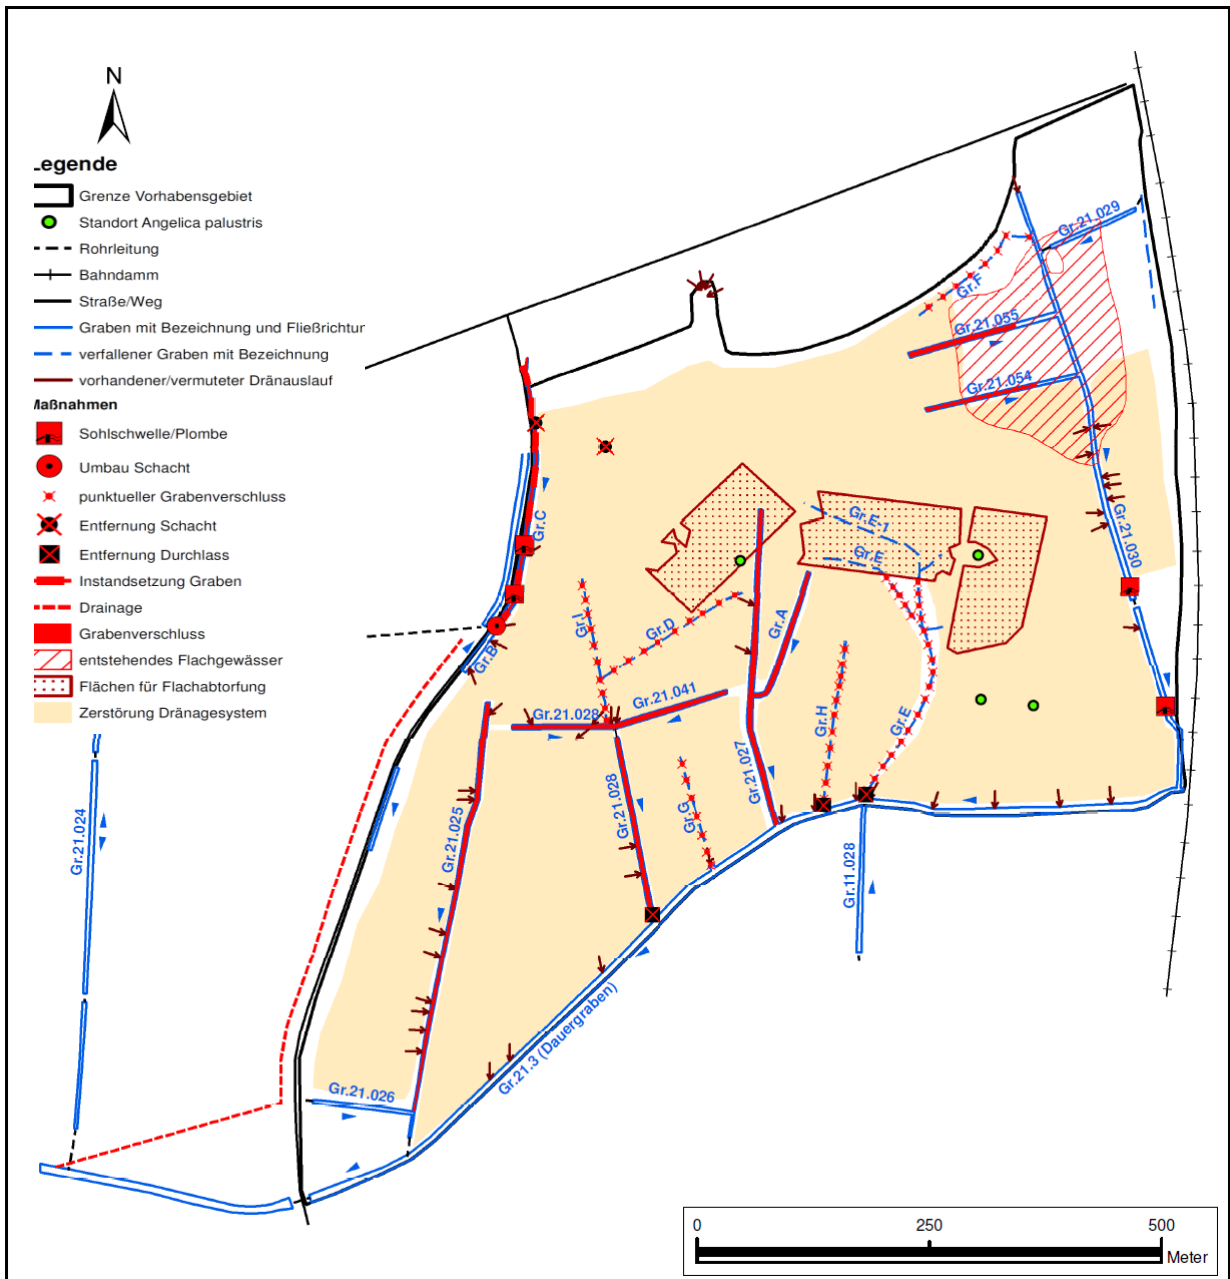 N
Legende
Grenze Vorhabensgebiet
Standort Angelica palustris
Rohrleitung
Bahndamm
Straße/Weg
Graben mit Bezeichnung und Fließrichtun
verfallener Graben mit Bezeichnung
vorhandener/vermuteter Dränauslauf
Maßnahmen
Sohlschwelle/Plombe
Umbau Schacht
punktueller Grabenverschluss
Entfernung Schacht
Entfernung Durchlass
Instandsetzung Graben
Drainage
Grabenverschluss
entstehendes Flachgewässer
Flächen für Flachabtorfung
Zerstörung Dränagesystem
Gr.21.029
Gr.F
Gr.21.055
Gr.21.054
Gr.C
Gr.E-1
Gr.E
Gr.21.030
Gr.I
Gr.D
Gr.A
Gr.B
Gr.21.041
Gr.21.028
Gr.H
Gr.E
Gr.21.027
Gr.21.028
Gr.G
Gr.21.025
Gr.21.024
Gr.11.028
Gr.21.3 (Dauergraben)
Gr.21.026
0 250 500
Meter